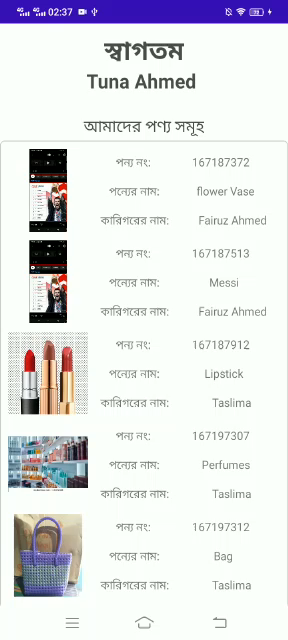 4G 4G 02:37
স্বাগতম
Tuna Ahmed
আমাদের পণ্য সমূহ
পন্য নং: 167187372
পন্যের নাম: flower Vase
কারিগরের নাম: Fairuz Ahmed
পন্য নং: 167187513
পন্যের নাম: Messi
কারিগরের নাম: Fairuz Ahmed
পন্য নং: 167187912
পন্যের নাম: Lipstick
কারিগরের নাম: Taslima
পন্য নং: 167197307
পন্যের নাম: Perfumes
কারিগরের নাম: Taslima
পন্য নং: 167197312
পন্যের নাম: Bag
কারিগরের নাম: Taslima